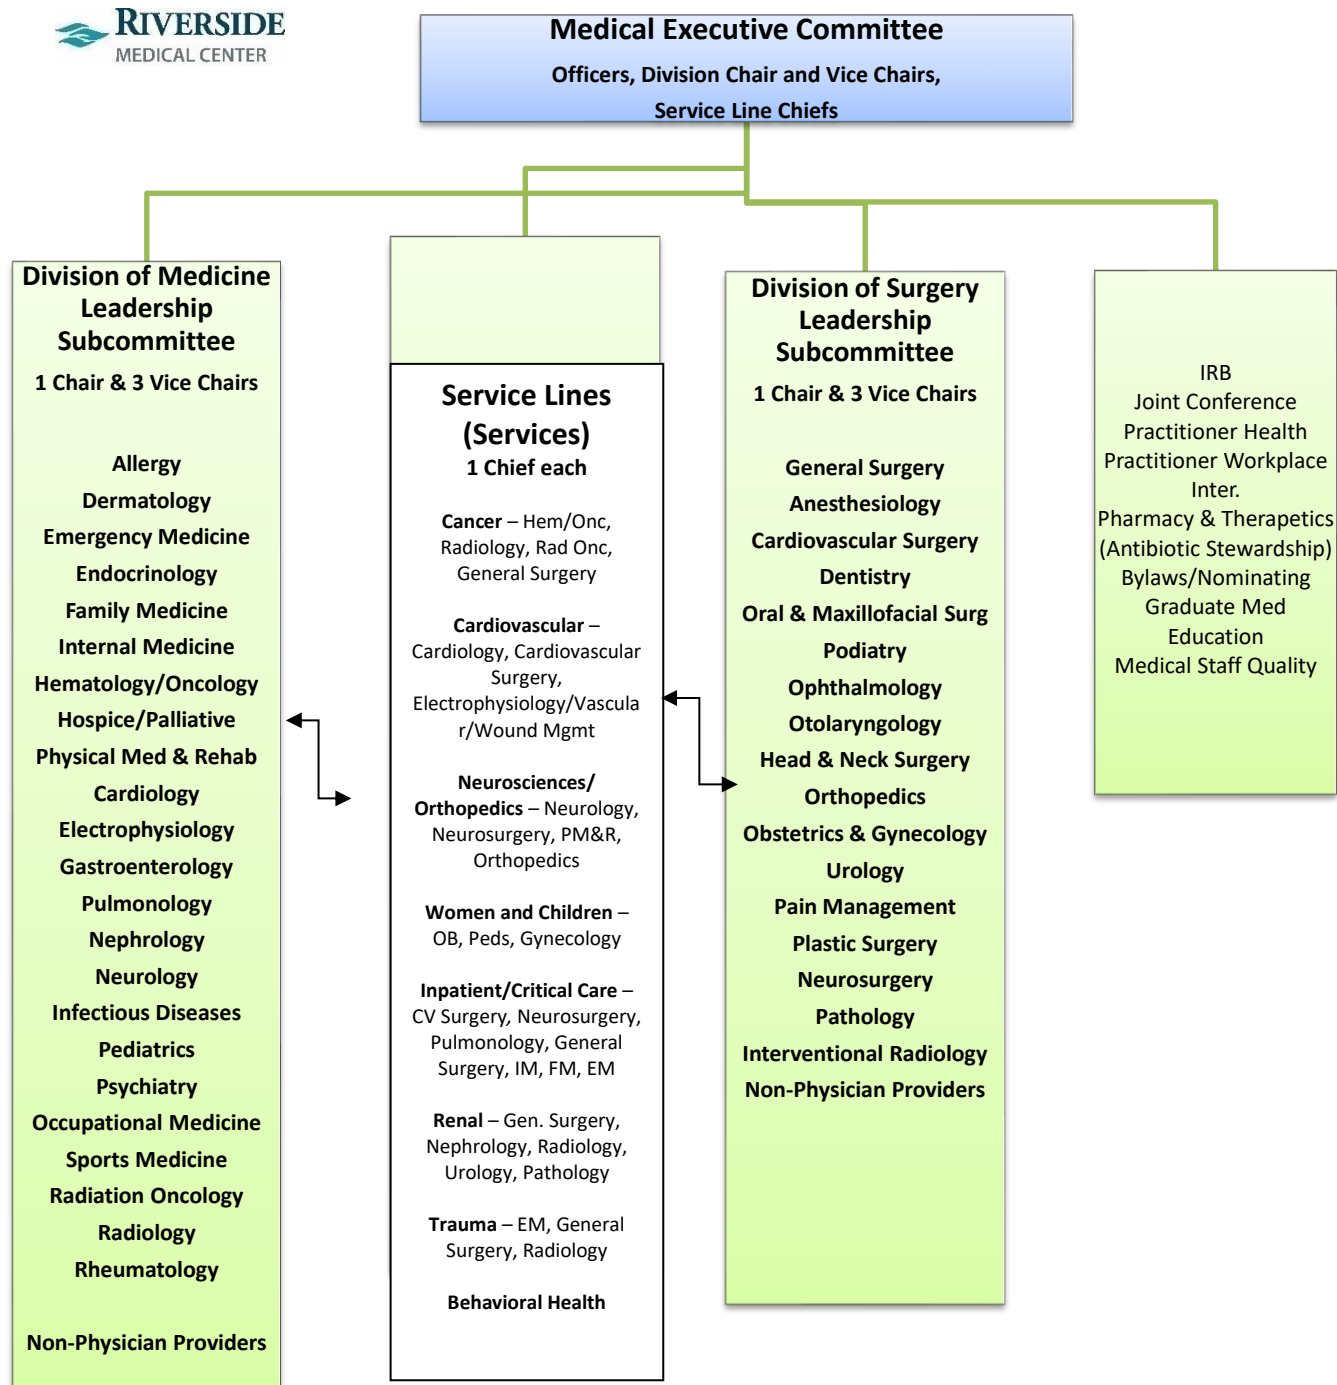 RIVERSIDE
MEDICAL CENTER
Medical Executive Committee
Officers, Division Chair and Vice Chairs,
Service Line Chiefs
Division of Medicine
Leadership
Subcommittee
1 Chair & 3 Vice Chairs
Allergy
Dermatology
Emergency Medicine
Endocrinology
Family Medicine
Internal Medicine
Hematology/Oncology
Hospice/Palliative
Physical Med & Rehab
Cardiology
Electrophysiology
Gastroenterology
Pulmonology
Nephrology
Neurology
Infectious Diseases
Pediatrics
Psychiatry
Occupational Medicine
Sports Medicine
Radiation Oncology
Radiology
Rheumatology
Non-Physician Providers
Service Lines
(Services)
1 Chief each
Cancer – Hem/Onc,
Radiology, Rad Onc,
General Surgery
Cardiovascular –
Cardiology, Cardiovascular
Surgery,
Electrophysiology/Vascula
r/Wound Mgmt
Neurosciences/
Orthopedics – Neurology,
Neurosurgery, PM&R,
Orthopedics
Women and Children –
OB, Peds, Gynecology
Inpatient/Critical Care –
CV Surgery, Neurosurgery,
Pulmonology, General
Surgery, IM, FM, EM
Renal – Gen. Surgery,
Nephrology, Radiology,
Urology, Pathology
Trauma – EM, General
Surgery, Radiology
Behavioral Health
Division of Surgery
Leadership
Subcommittee
1 Chair & 3 Vice Chairs
General Surgery
Anesthesiology
Cardiovascular Surgery
Dentistry
Oral & Maxillofacial Surg
Podiatry
Ophthalmology
Otolaryngology
Head & Neck Surgery
Orthopedics
Obstetrics & Gynecology
Urology
Pain Management
Plastic Surgery
Neurosurgery
Pathology
Interventional Radiology
Non-Physician Providers
IRB
Joint Conference
Practitioner Health
Practitioner Workplace
Inter.
Pharmacy & Therapetics
(Antibiotic Stewardship)
Bylaws/Nominating
Graduate Med
Education
Medical Staff Quality